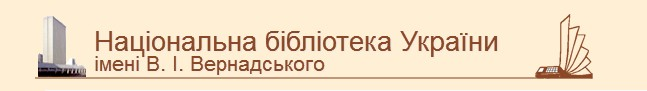 Національна бібліотека України
імені В. І. Вернадського